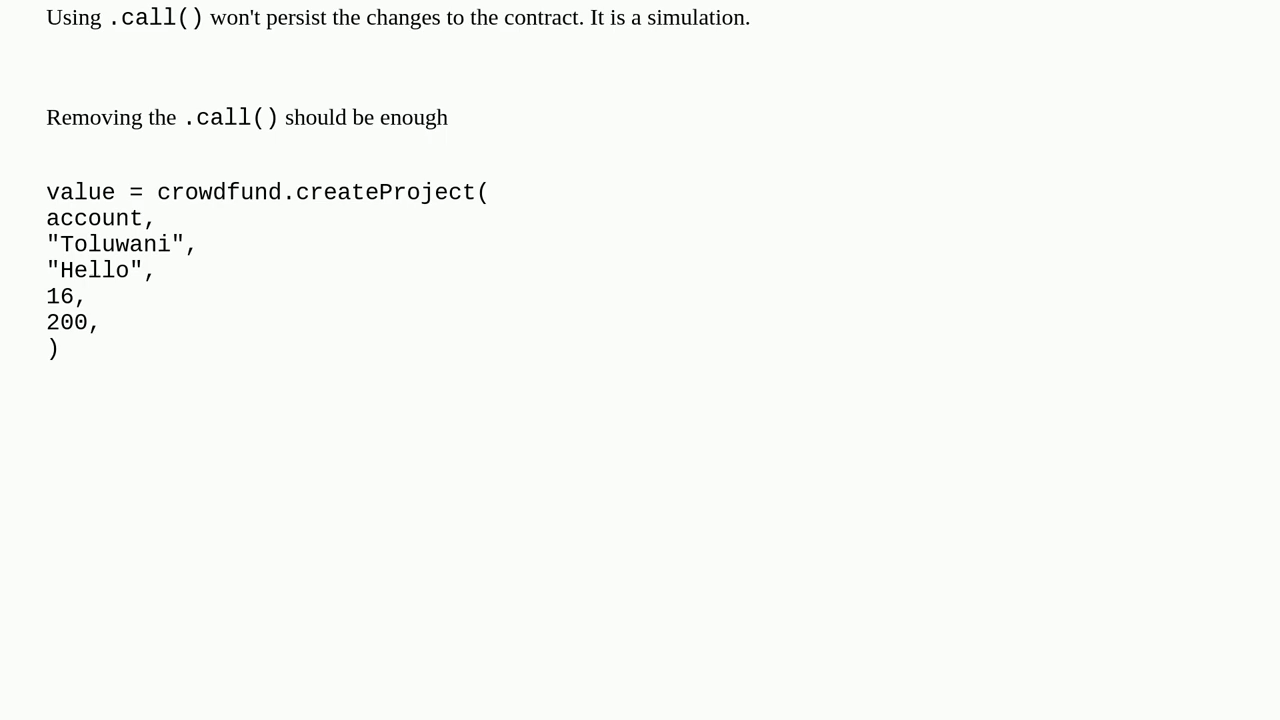 Using .call() won't persist the changes to the contract. It is a simulation.
Removing the .call() should be enough
value = crowdfund.createProject(
account,
"Toluwani",
"Hello",
16,
200,
)